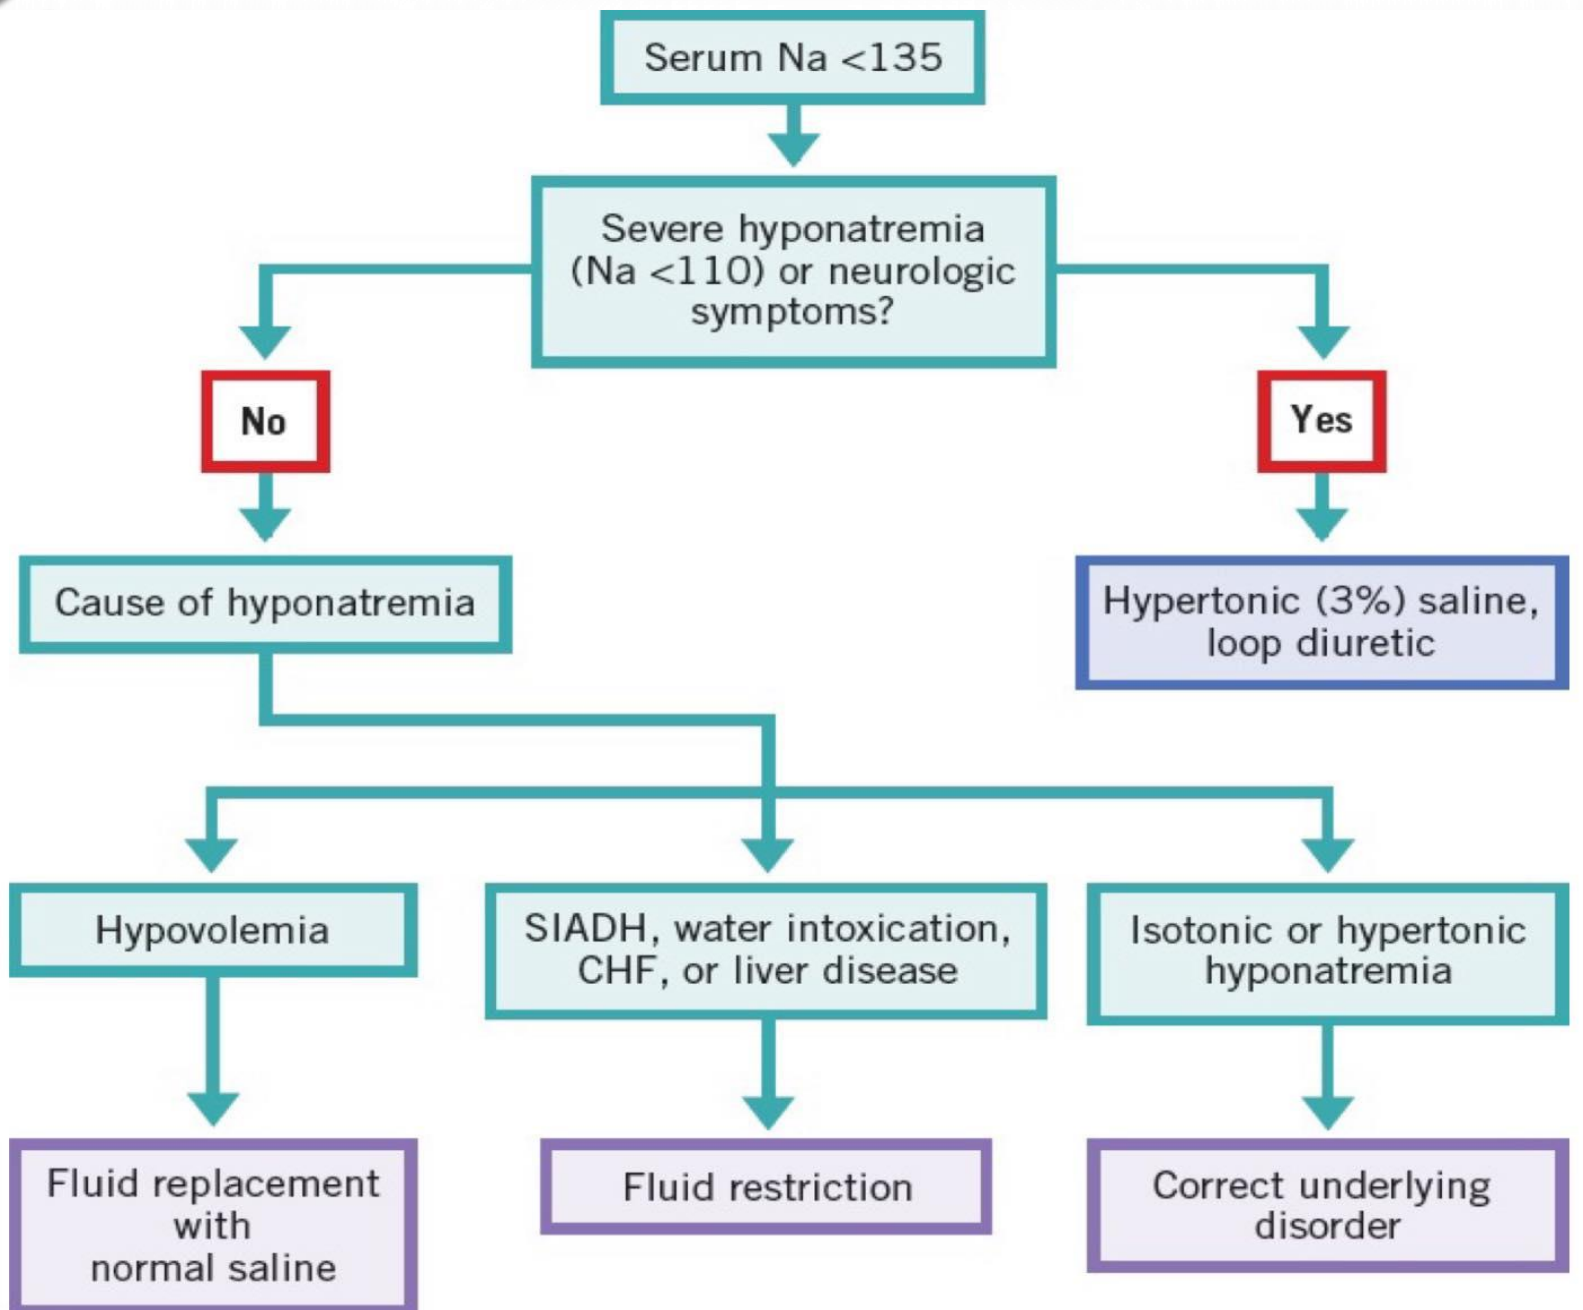 Serum Na <135
Severe hyponatremia
(Na <110) or neurologic
symptoms?
No
Yes
Cause of hyponatremia
Hypertonic (3%) saline,
loop diuretic
Hypovolemia
SIADH, water intoxication,
CHF, or liver disease
Isotonic or hypertonic
hyponatremia
Fluid replacement
with
normal saline
Fluid restriction
Correct underlying
disorder